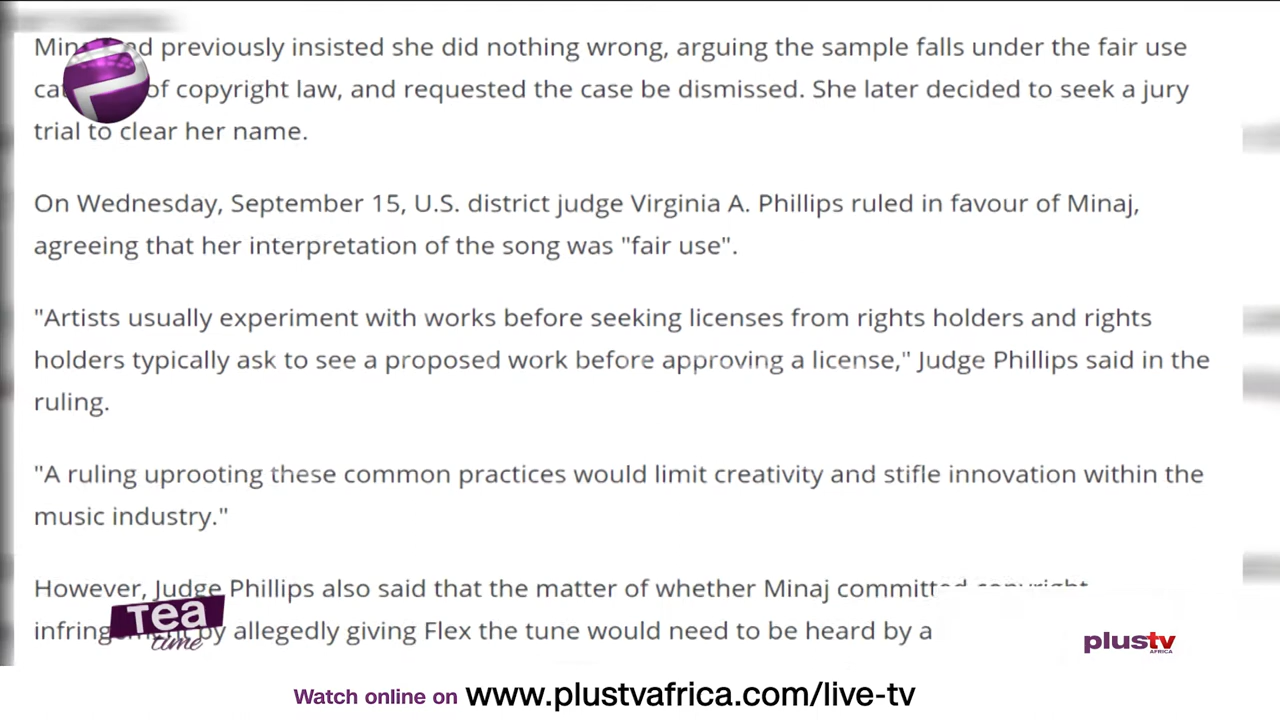 previously insisted she did nothing wrong, arguing the sample falls under the fair use
of copyright law, and requested the case be dismissed. She later decided to seek a jury
trial to clear her name.
On Wednesday, September 15, U.S. district judge Virginia A. Phillips ruled in favour of Minaj,
agreeing that her interpretation of the song was "fair use".
"Artists usually experiment with works before seeking licenses from rights holders and rights
holders typically ask to see a proposed work before approving a license," Judge Phillips said in the
ruling.
"A ruling uprooting these common practices would limit creativity and stifle innovation within the
music industry."
However, Judge Phillips also said that the matter of whether Minaj committed copyright
by allegedly giving Flex the tune would need to be heard by a
Tea
time
plustv
AFRICA
Watch online on www.plustvafrica.com/live-tv